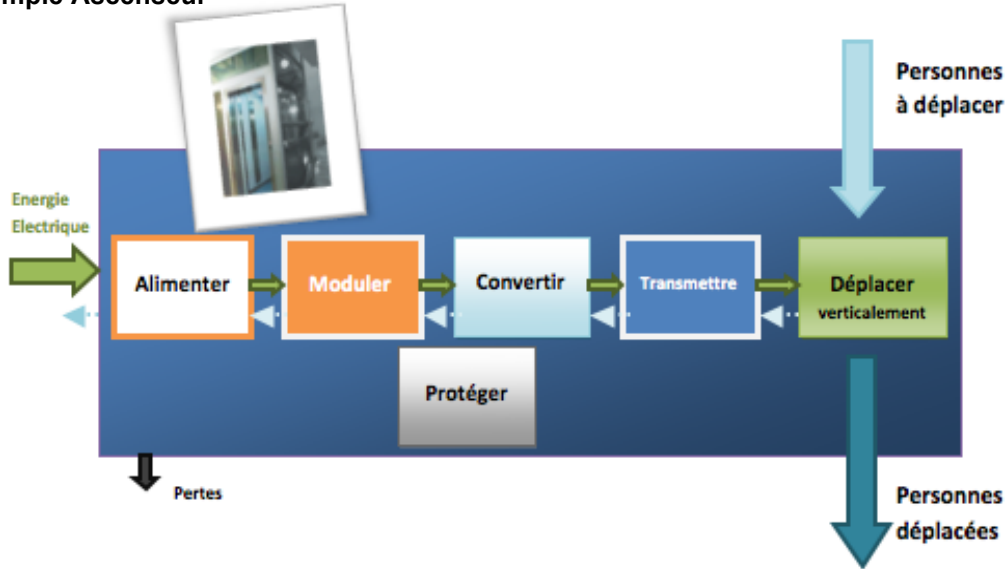 Personnes
à déplacer
Energie
Electrique
Alimenter
Moduler
Convertir
Transmettre
Déplacer
verticalement
Protéger
Pertes
Personnes
déplacées